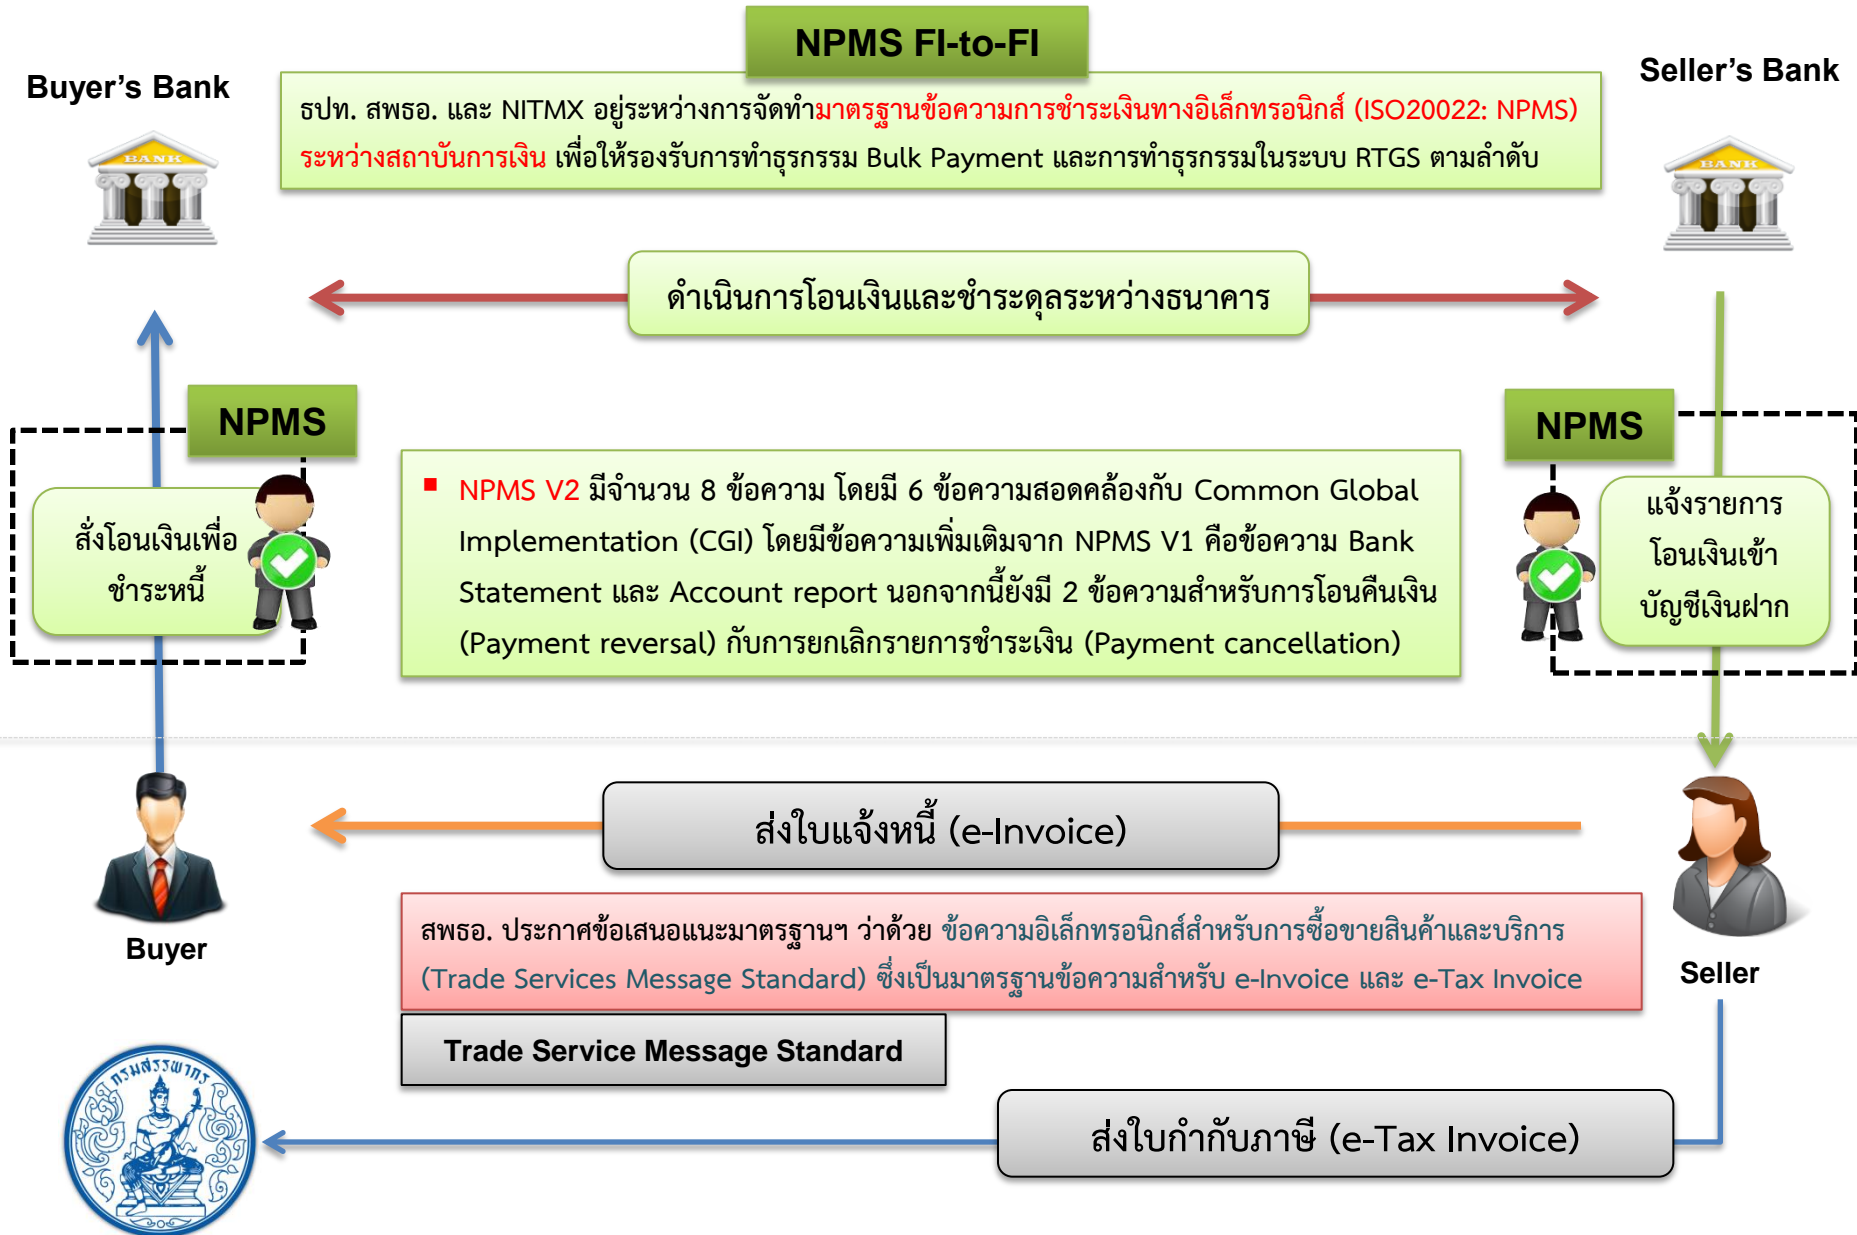 NPMS FI-to-FI
Buyer’s Bank
Seller’s Bank
ธปท. สพธอ. และ NITMX อยู่ระหว่างการจัดทำมาตรฐานข้อความการชำระเงินทางอิเล็กทรอนิกส์ (ISO20022: NPMS)
ระหว่างสถาบันการเงิน เพื่อให้รองรับการทำธุรกรรม Bulk Payment และการทำธุรกรรมในระบบ RTGS ตามลำดับ
BANK
BANK
ดำเนินการโอนเงินและชำระดุลระหว่างธนาคาร
NPMS
NPMS
สั่งโอนเงินเพื่อ
ชำระหนี้
▪ NPMS V2 มีจำนวน 8 ข้อความ โดยมี 6 ข้อความสอดคล้องกับ Common Global
Implementation (CGI) โดยมีข้อความเพิ่มเติมจาก NPMS V1 คือข้อความ Bank
Statement และ Account report นอกจากนี้ยังมี 2 ข้อความสำหรับการโอนคืนเงิน
(Payment reversal) กับการยกเลิกรายการชำระเงิน (Payment cancellation)
แจ้งรายการ
โอนเงินเข้า
บัญชีเงินฝาก
ส่งใบแจ้งหนี้ (e-Invoice)
Buyer
Seller
สพธอ. ประกาศข้อเสนอแนะมาตรฐานฯ ว่าด้วย ข้อความอิเล็กทรอนิกส์สำหรับการซื้อขายสินค้าและบริการ
(Trade Services Message Standard) ซึ่งเป็นมาตรฐานข้อความสำหรับ e-Invoice และ e-Tax Invoice
Trade Service Message Standard
กรมสรรพากร
ส่งใบกำกับภาษี (e-Tax Invoice)